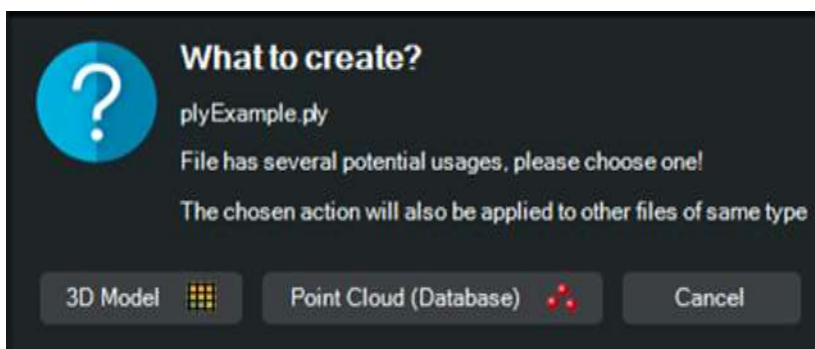 What to create?
plyExample.ply
File has several potential usages, please choose one!
The chosen action will also be applied to other files of same type
3D Model
Point Cloud (Database)
Cancel